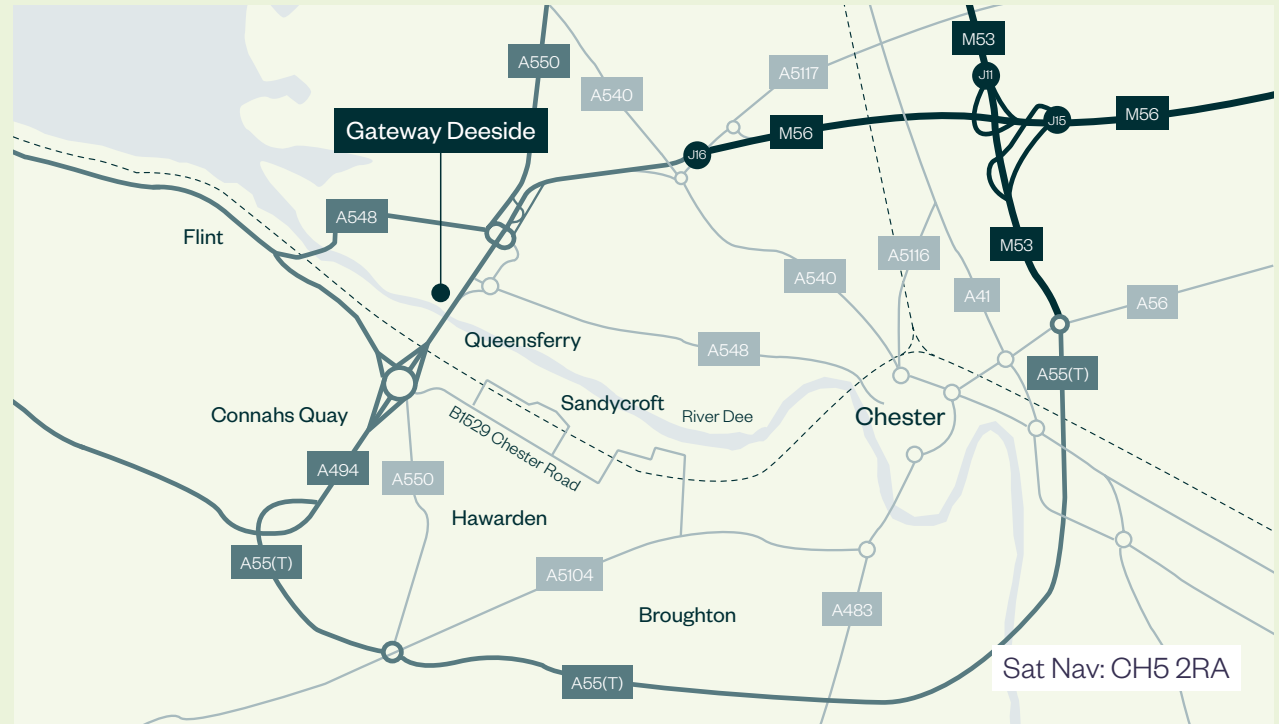 M53
A550
A5117
J11
A540
M56
J15
Gateway Deeside
M56
J16
A548
Flint
M53
A5116
A540
A41
A56
Queensferry
A548
A55(T)
Sandycroft
Connahs Quay
River Dee
Chester
B1529 Chester Road
A494
A550
Hawarden
A55(T)
A5104
Broughton
A483
Sat Nav: CH5 2RA
A55(T)